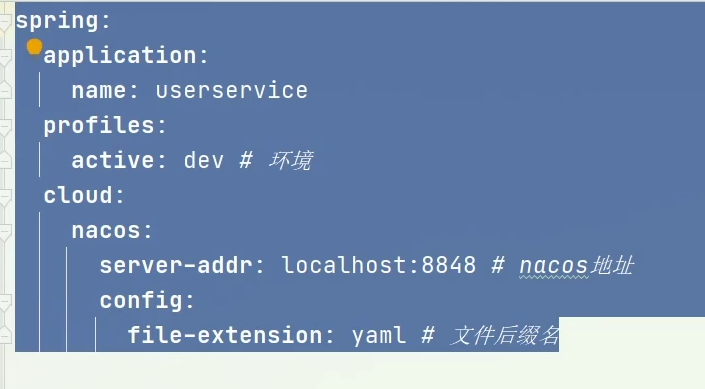 spring:
  application:
    name: userservice
  profiles:
    active: dev # 环境
  cloud:
    nacos:
      server-addr: localhost:8848 # nacos地址
      config:
        file-extension: yaml # 文件后缀名